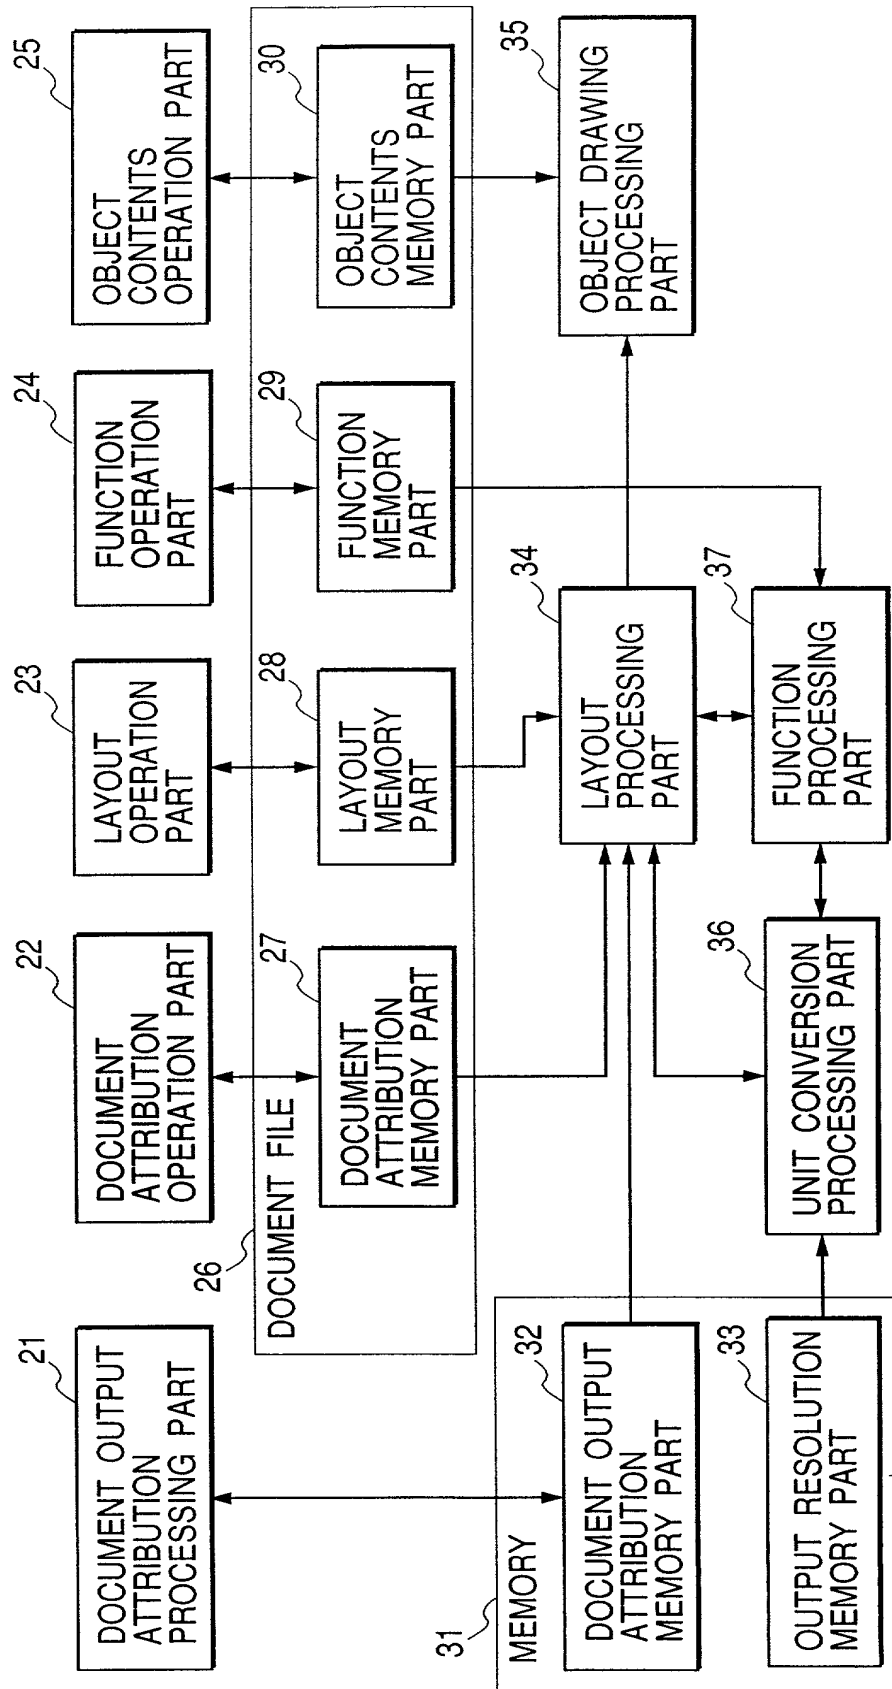 21
DOCUMENT OUTPUT
ATTRIBUTION
PROCESSING PART
22
DOCUMENT
ATTRIBUTION
OPERATION PART
23
LAYOUT
OPERATION
PART
24
FUNCTION
OPERATION
PART
25
OBJECT
CONTENTS
OPERATION PART
26
DOCUMENT FILE
27
DOCUMENT
ATTRIBUTION
MEMORY PART
28
LAYOUT
MEMORY
PART
29
FUNCTION
MEMORY
PART
30
OBJECT
CONTENTS
MEMORY PART
31
MEMORY
32
DOCUMENT OUTPUT
ATTRIBUTION
MEMORY PART
34
LAYOUT
PROCESSING
PART
35
OBJECT DRAWING
PROCESSING
PART
33
OUTPUT RESOLUTION
MEMORY PART
36
UNIT CONVERSION
PROCESSING PART
37
FUNCTION
PROCESSING
PART